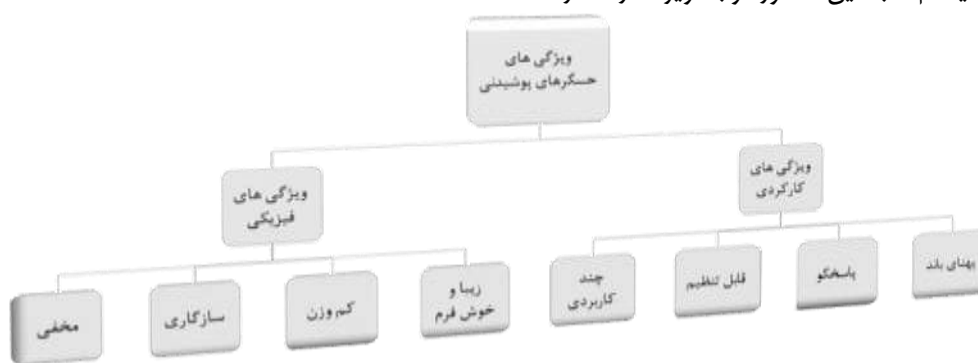 ویژگی های
حسگرهای پوشیدنی
ویژگی های
کارکردی
ویژگی های
فیزیکی
پهنای باند
پاسخگو
قابل تنظیم
چند
کاربردی
زیبا و
خوش فرم
کم وزن
سازگاری
مخفی